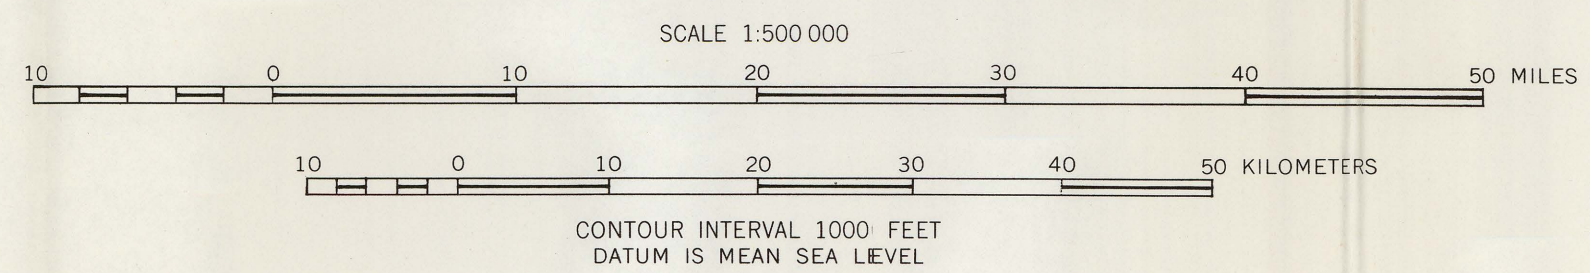 SCALE 1:500 000
10 0 10 20 30 40 50 MILES
10 0 10 20 30 40 50 KILOMETERS
CONTOUR INTERVAL 1000 FEET
DATUM IS MEAN SEA LEVEL